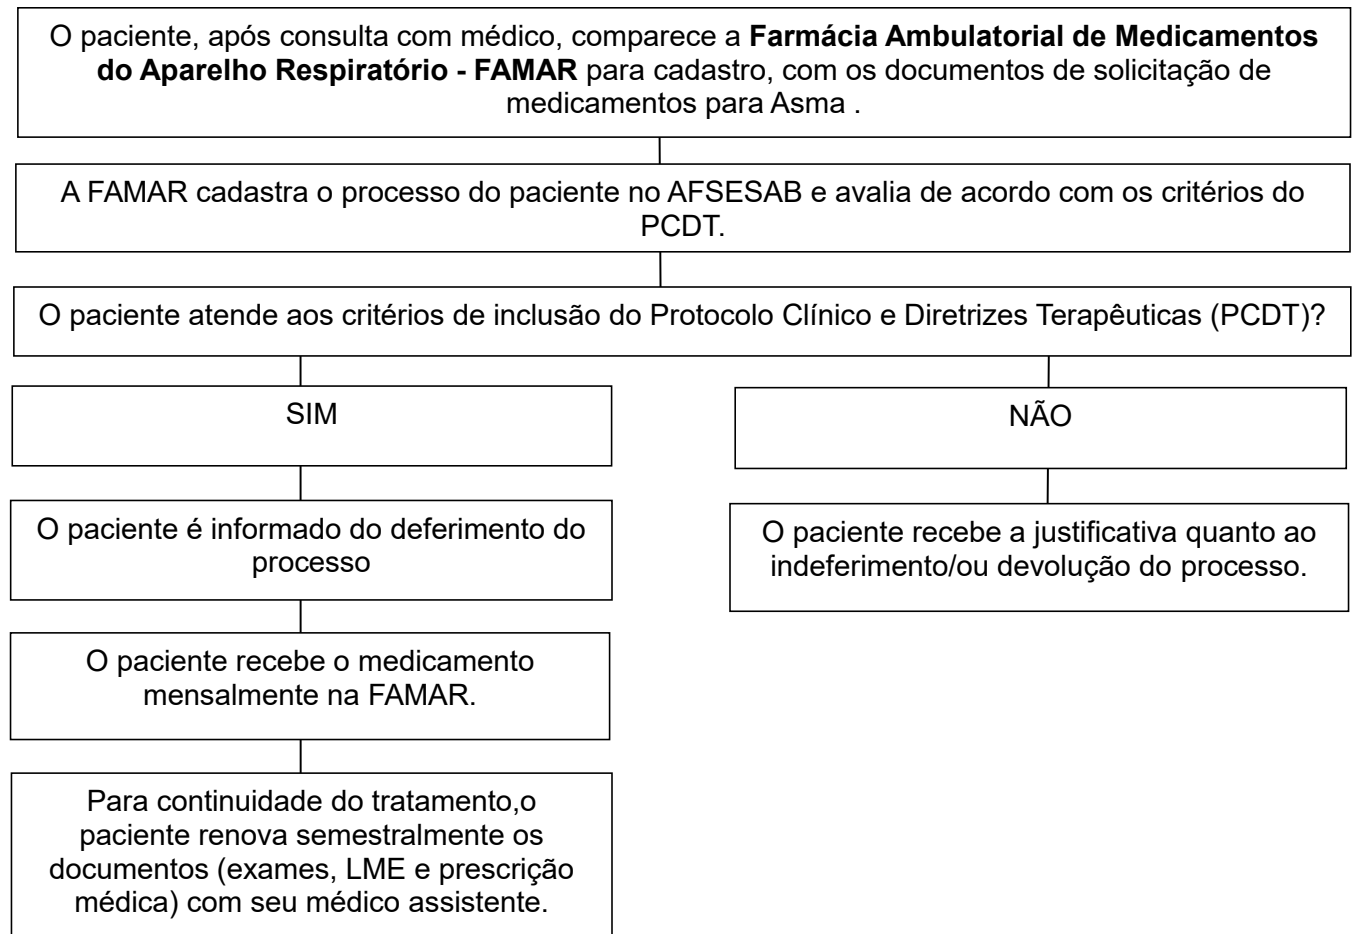 O paciente, após consulta com médico, comparece a Farmácia Ambulatorial de Medicamentos
do Aparelho Respiratório - FAMAR para cadastro, com os documentos de solicitação de
medicamentos para Asma .
A FAMAR cadastra o processo do paciente no AFSESAB e avalia de acordo com os critérios do
PCDT.
O paciente atende aos critérios de inclusão do Protocolo Clínico e Diretrizes Terapêuticas (PCDT)?
SIM
O paciente é informado do deferimento do
processo
O paciente recebe o medicamento
mensalmente na FAMAR.
Para continuidade do tratamento,o
paciente renova semestralmente os
documentos (exames, LME e prescrição
médica) com seu médico assistente.
NÃO
O paciente recebe a justificativa quanto ao
indeferimento/ou devolução do processo.